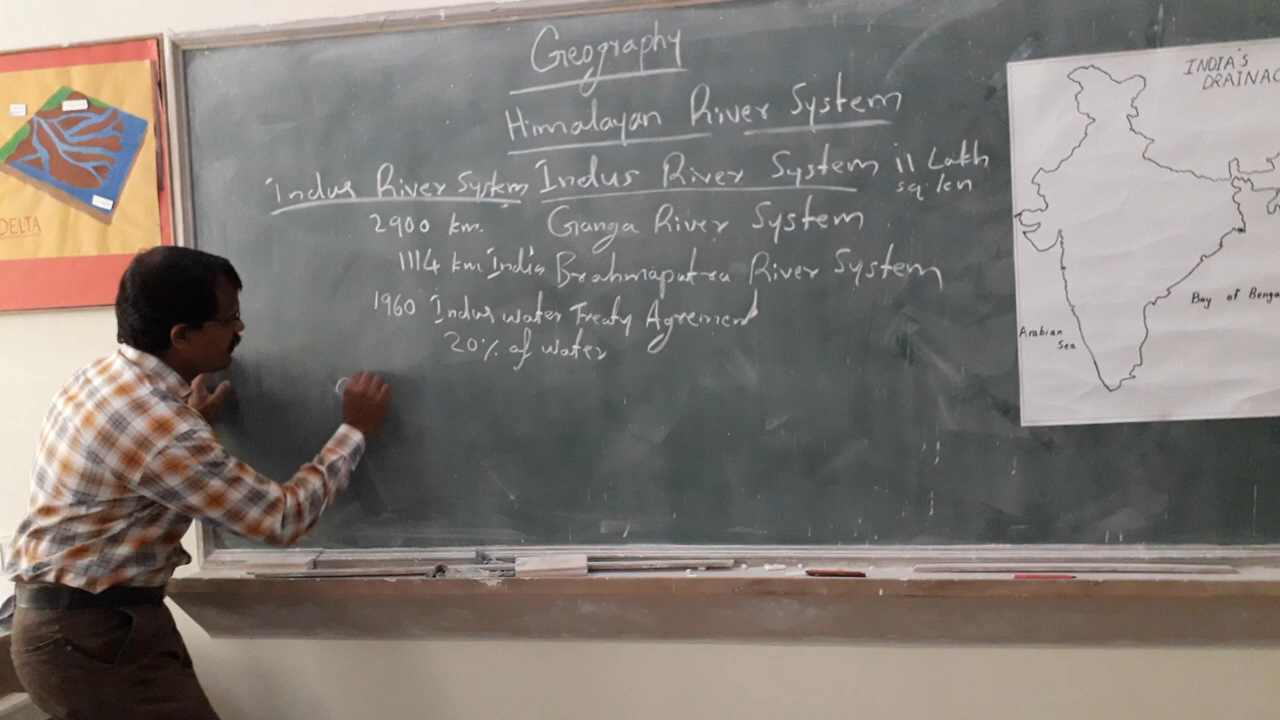 Geography
Himalayan River System
Indus River System
Indus River System
11 Lakh
sq. km
2900 km.
Ganga River System
1114 km India
Brahmaputra River System
1960 Indus water Treaty Agrement
20% of water
DELTA
INDIA'S
DRAINAG
Bay of Benga
Arabian
Sea